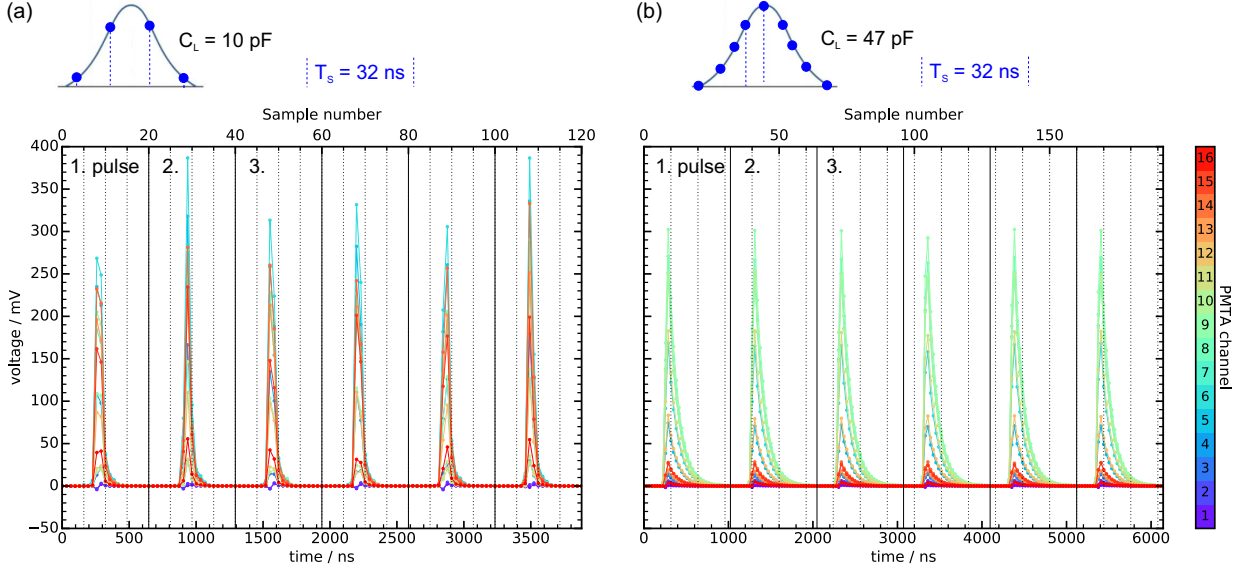 (a)
C_L = 10 pF
T_S = 32 ns
Sample number
0 20 40 60 80 100 120
400
350
300
250
200
150
100
50
0
−50
voltage / mV
1. pulse 2. 3.
0 500 1000 1500 2000 2500 3000 3500
time / ns
(b)
C_L = 47 pF
T_S = 32 ns
Sample number
0 50 100 150
1. pulse 2. 3.
0 1000 2000 3000 4000 5000 6000
time / ns
16
15
14
13
12
11
10
9
8
7
6
5
4
3
2
1
PMTA channel